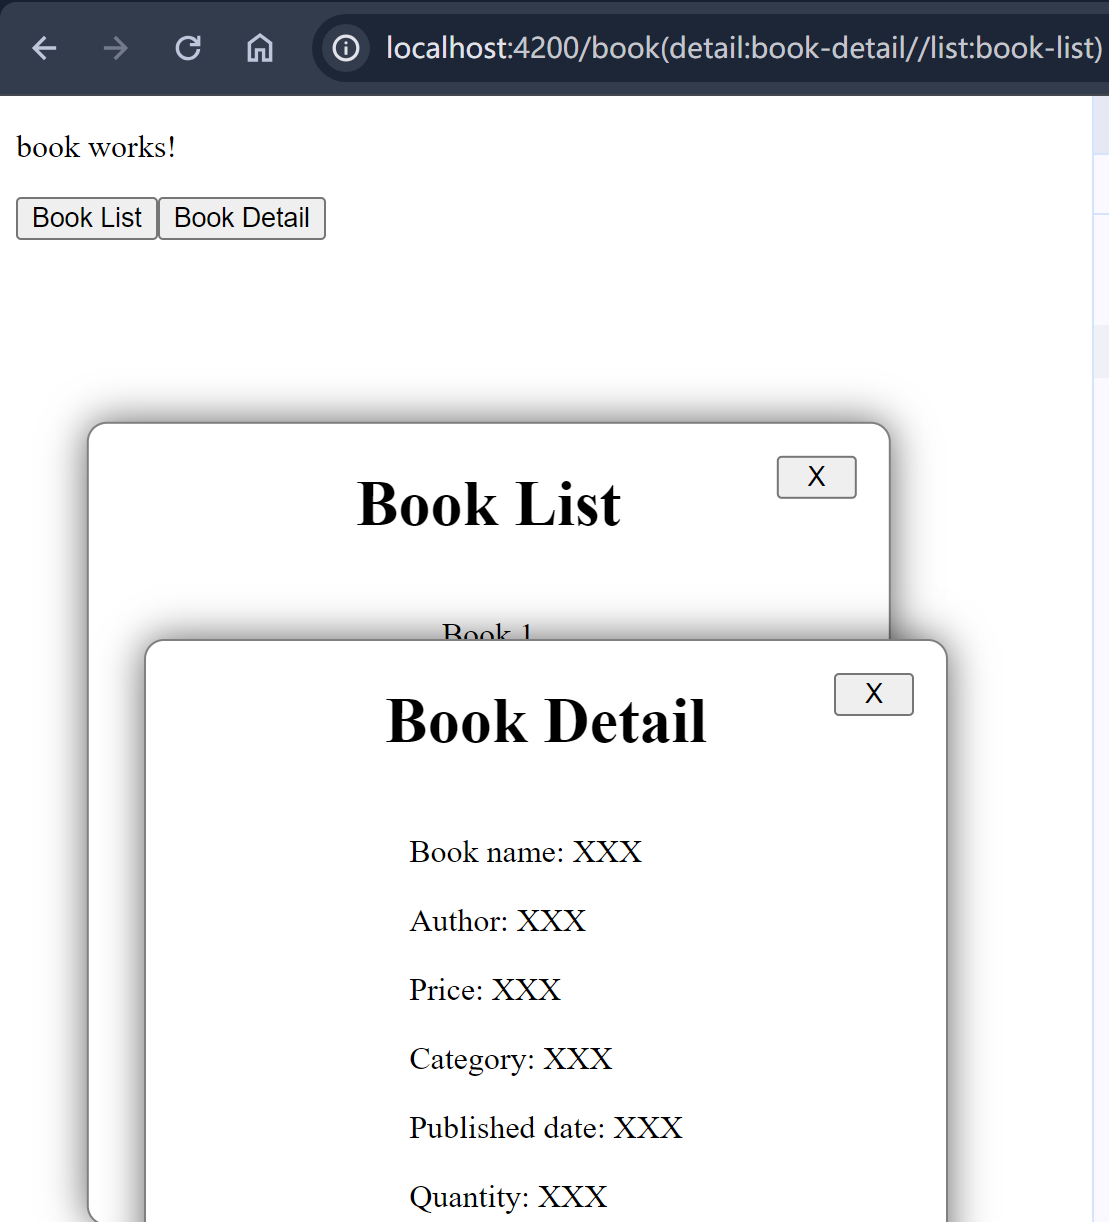 localhost:4200/book(detail:book-detail//list:book-list)
book works!
Book List Book Detail
X
Book List
Book 1
X
Book Detail
Book name: XXX
Author: XXX
Price: XXX
Category: XXX
Published date: XXX
Quantity: XXX